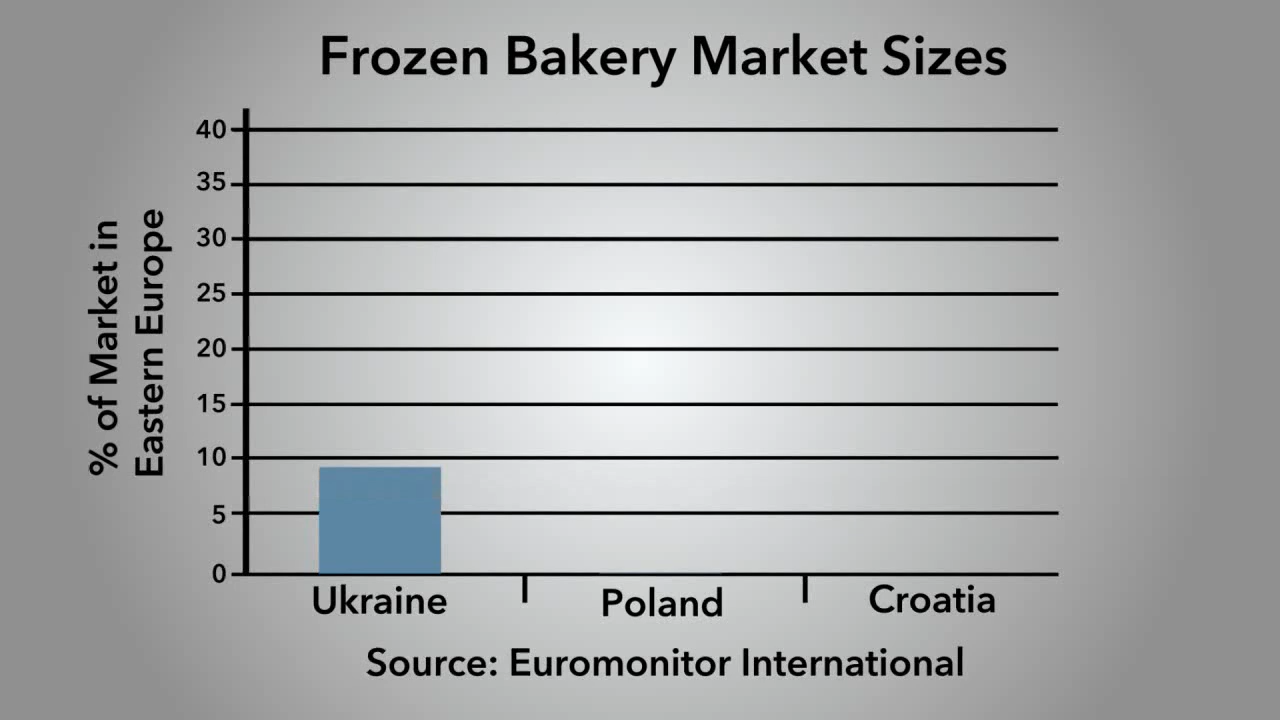 Frozen Bakery Market Sizes
% of Market in
Eastern Europe
40
35
30
25
20
15
10
5
0
Ukraine
Poland
Croatia
Source: Euromonitor International